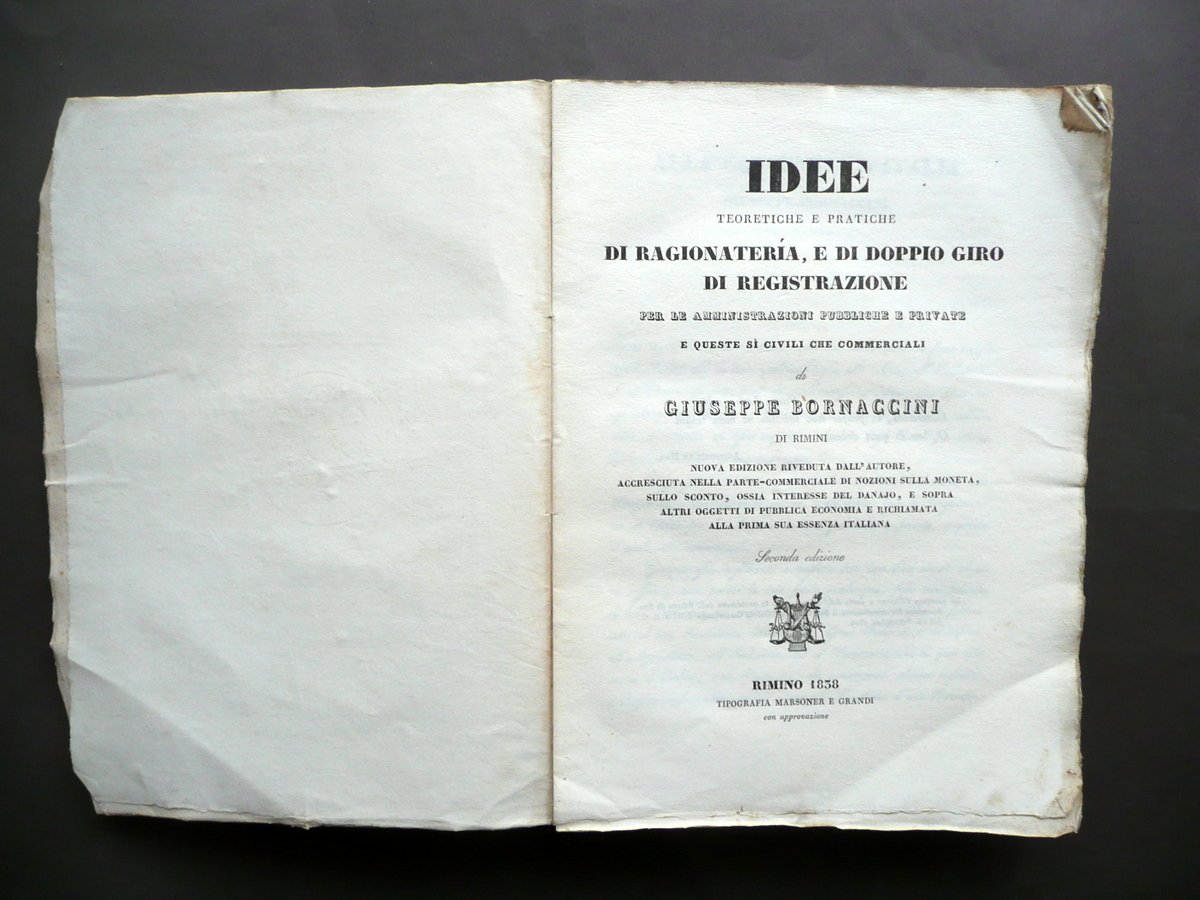 IDEE
TEORETICHE E PRATICHE
DI RAGIONATERÍA, E DI DOPPIO GIRO
DI REGISTRAZIONE
PER LE AMMINISTRAZIONI PUBBLICHE E PRIVATE
E QUESTE SÌ CIVILI CHE COMMERCIALI
di
GIUSEPPE BORNACCINI
DI RIMINI
NUOVA EDIZIONE RIVEDUTA DALL'AUTORE,
ACCRESCIUTA NELLA PARTE-COMMERCIALE DI NOZIONI SULLA MONETA,
SULLO SCONTO, OSSIA INTERESSE DEL DANAJO, E SOPRA
ALTRI OGGETTI DI PUBBLICA ECONOMIA E RICHIAMATA
ALLA PRIMA SUA ESSENZA ITALIANA
Seconda edizione
RIMINO 1838
TIPOGRAFIA MARSONER E GRANDI
con approvazione